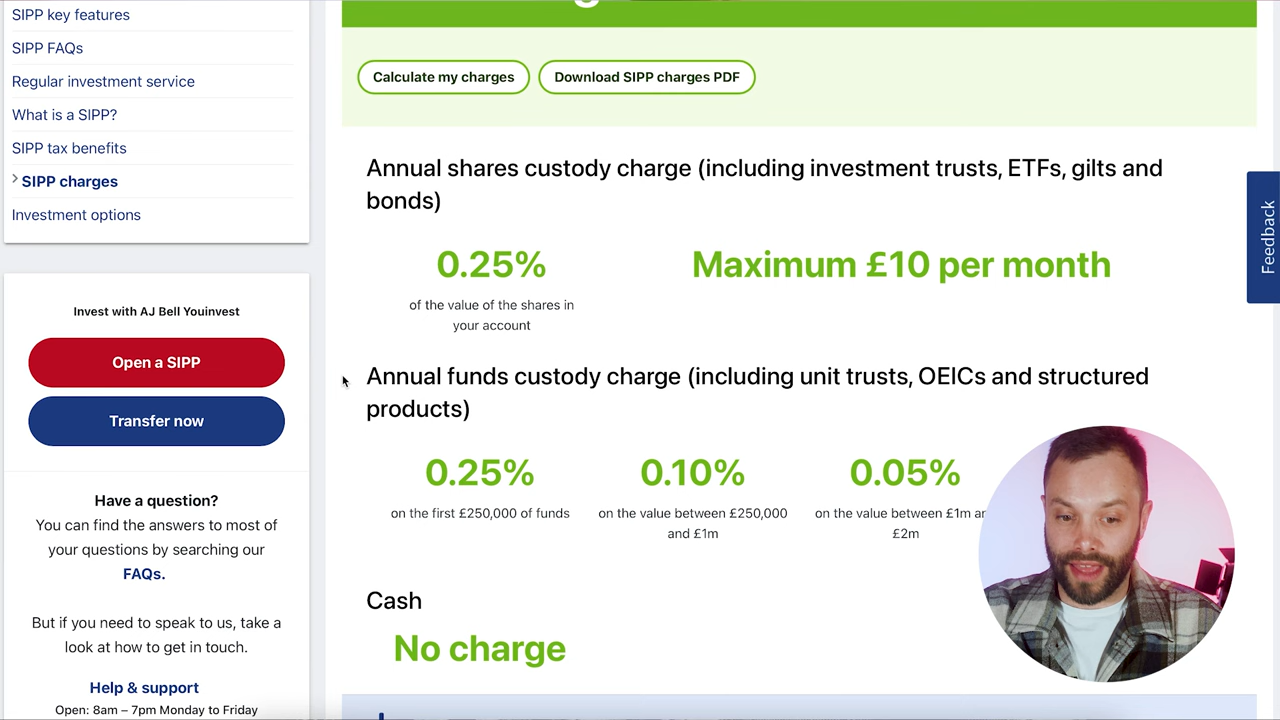 SIPP key features
SIPP FAQs
Regular investment service
What is a SIPP?
SIPP tax benefits
SIPP charges
Investment options
Invest with AJ Bell Youinvest
Open a SIPP
Transfer now
Have a question?
You can find the answers to most of
your questions by searching our
FAQs.
But if you need to speak to us, take a
look at how to get in touch.
Help & support
Open: 8am – 7pm Monday to Friday
Calculate my charges
Download SIPP charges PDF
Annual shares custody charge (including investment trusts, ETFs, gilts and
bonds)
0.25%
of the value of the shares in
your account
Maximum £10 per month
Annual funds custody charge (including unit trusts, OEICs and structured
products)
0.25%
on the first £250,000 of funds
0.10%
on the value between £250,000
and £1m
0.05%
on the value between £1m
£2m
Cash
No charge
Feedback